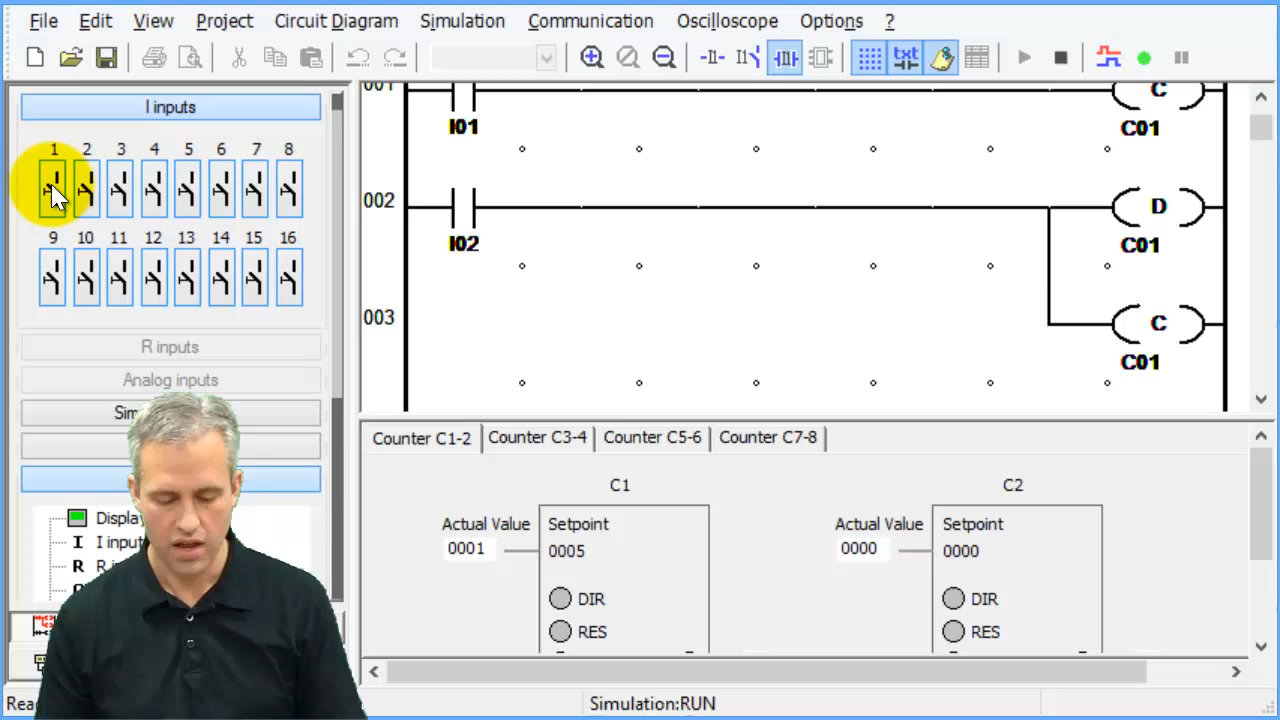 File Edit View Project Circuit Diagram Simulation Communication Oscilloscope Options ?
txt
I inputs
1 2 3 4 5 6 7 8
9 10 11 12 13 14 15 16
R inputs
Analog inputs
Display
I
R
001
C
I01
C01
002
D
I02
C01
003
C
C01
Counter C1-2 Counter C3-4 Counter C5-6 Counter C7-8
C1 C2
Actual Value Setpoint Actual Value Setpoint
0001 0005 0000 0000
DIR DIR
RES RES
Simulation:RUN